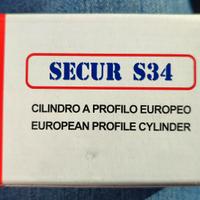 SECUR S34
CILINDRO A PROFILO EUROPEO
EUROPEAN PROFILE CYLINDER